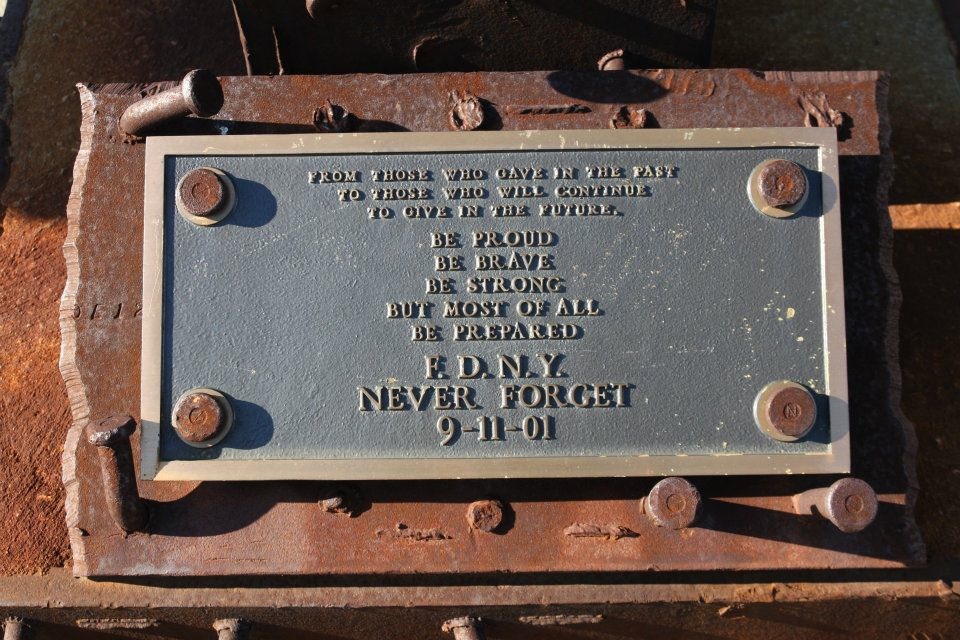 FROM THOSE WHO GAVE IN THE PAST
TO THOSE WHO WILL CONTINUE
TO GIVE IN THE FUTURE.
BE PROUD
BE BRAVE
BE STRONG
BUT MOST OF ALL
BE PREPARED
F.D.N.Y.
NEVER FORGET
9-11-01